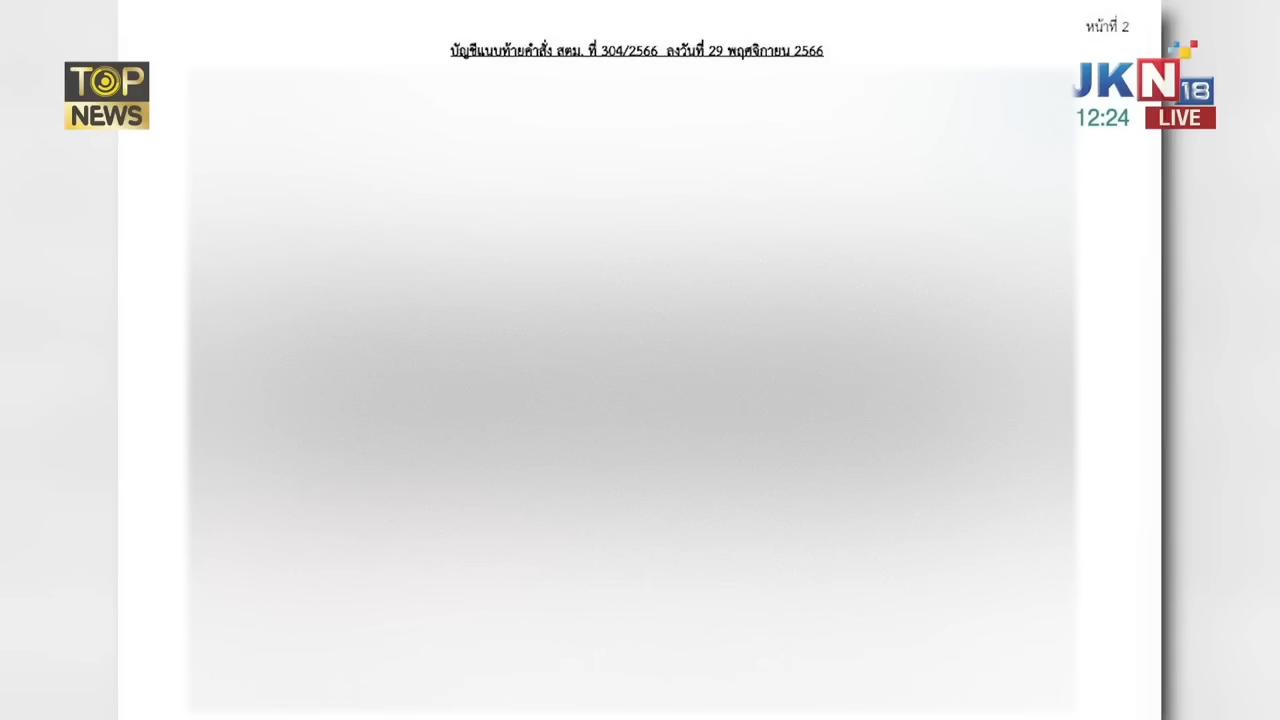 หน้าที่ 2
บัญชีแนบท้ายคำสั่ง สตม. ที่ 304/2566 ลงวันที่ 29 พฤศจิกายน 2566
TOP
NEWS
JKN18
12:24 LIVE